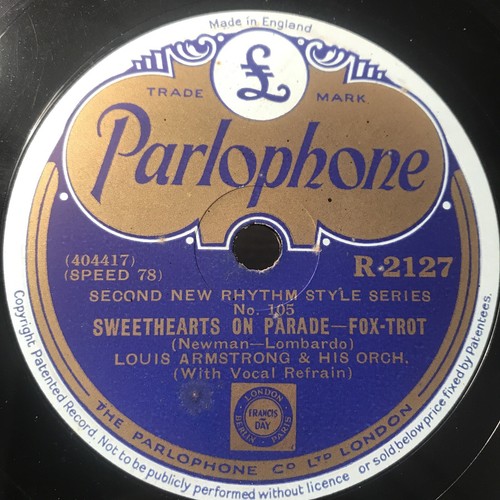 Made in England
£
TRADE MARK
Parlophone
(404417)
(SPEED 78)
R·2127
SECOND NEW RHYTHM STYLE SERIES
No. 105
SWEETHEARTS ON PARADE—FOX-TROT
(Newman—Lombardo)
LOUIS ARMSTRONG & HIS ORCH.
(With Vocal Refrain)
LONDON
FRANCIS
DAY
BERLIN
PARIS
THE PARLOPHONE CO LTD LONDON
Copyright Patented Record. Not to be publicly performed without licence or sold below price fixed by Patentees.